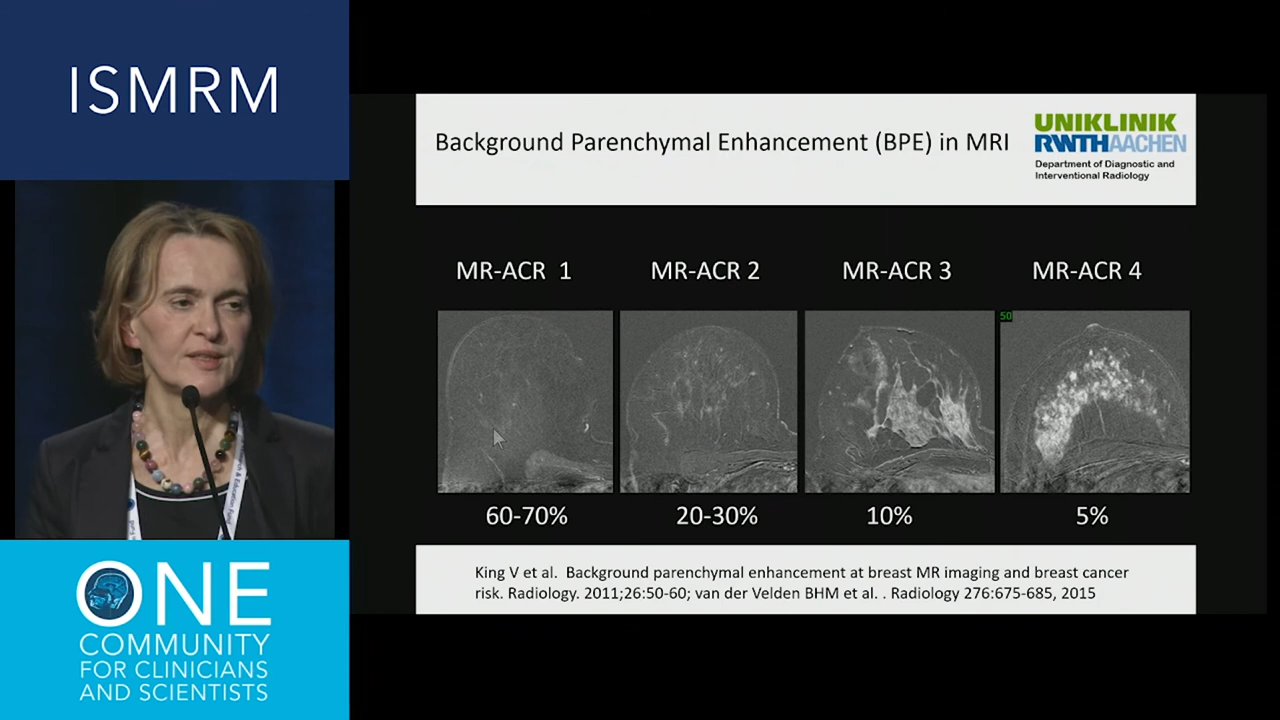 ISMRM
Background Parenchymal Enhancement (BPE) in MRI
UNIKLINIK
RWTHAACHEN
Department of Diagnostic and
Interventional Radiology
MR-ACR 1
MR-ACR 2
MR-ACR 3
MR-ACR 4
50
60-70%
20-30%
10%
5%
King V et al. Background parenchymal enhancement at breast MR imaging and breast cancer
risk. Radiology. 2011;26:50-60; van der Velden BHM et al. . Radiology 276:675-685, 2015
ONE
COMMUNITY
FOR CLINICIANS
AND SCIENTISTS